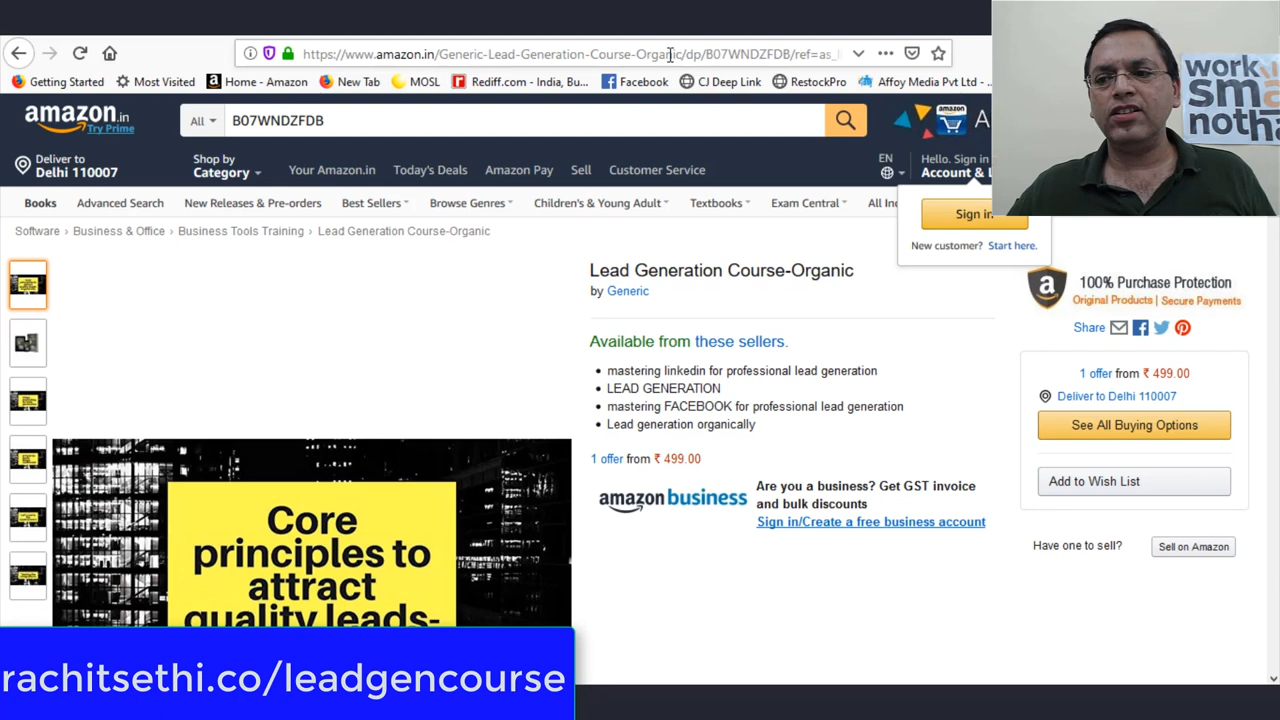 https://www.amazon.in/Generic-Lead-Generation-Course-Organic/dp/B07WNDZFDB/ref=as_
Getting Started Most Visited Home - Amazon New Tab MOSL Rediff.com - India, Bu... Facebook CJ Deep Link RestockPro Affoy Media Pvt Ltd - ...
work
sma
notha
amazon.in
Try Prime
All B07WNDZFDB
amazon
A
Deliver to
Delhi 110007
Shop by
Category
Your Amazon.in Today's Deals Amazon Pay Sell Customer Service
EN
Hello. Sign in
Account & L
Books Advanced Search New Releases & Pre-orders Best Sellers Browse Genres Children's & Young Adult Textbooks Exam Central All In
Sign in
New customer? Start here.
Software › Business & Office › Business Tools Training › Lead Generation Course-Organic
Lead Generation Course-Organic
by Generic
Available from these sellers.
• mastering linkedin for professional lead generation
• LEAD GENERATION
• mastering FACEBOOK for professional lead generation
• Lead generation organically
1 offer from ₹ 499.00
amazon business
Are you a business? Get GST invoice
and bulk discounts
Sign in/Create a free business account
a
100% Purchase Protection
Original Products | Secure Payments
Share
1 offer from ₹ 499.00
Deliver to Delhi 110007
See All Buying Options
Add to Wish List
Have one to sell? Sell on Amazon
Core
principles to
attract
quality leads-
rachitsethi.co/leadgencourse